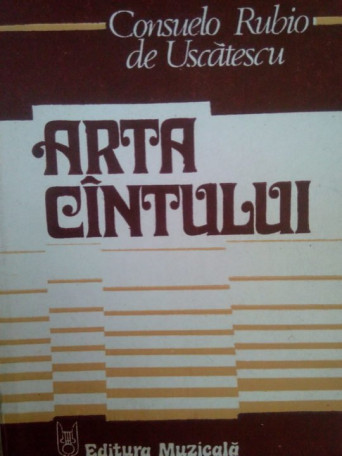 Consuelo Rubio
de Uscătescu
ARTA
CÎNTULUI
Editura Muzicală